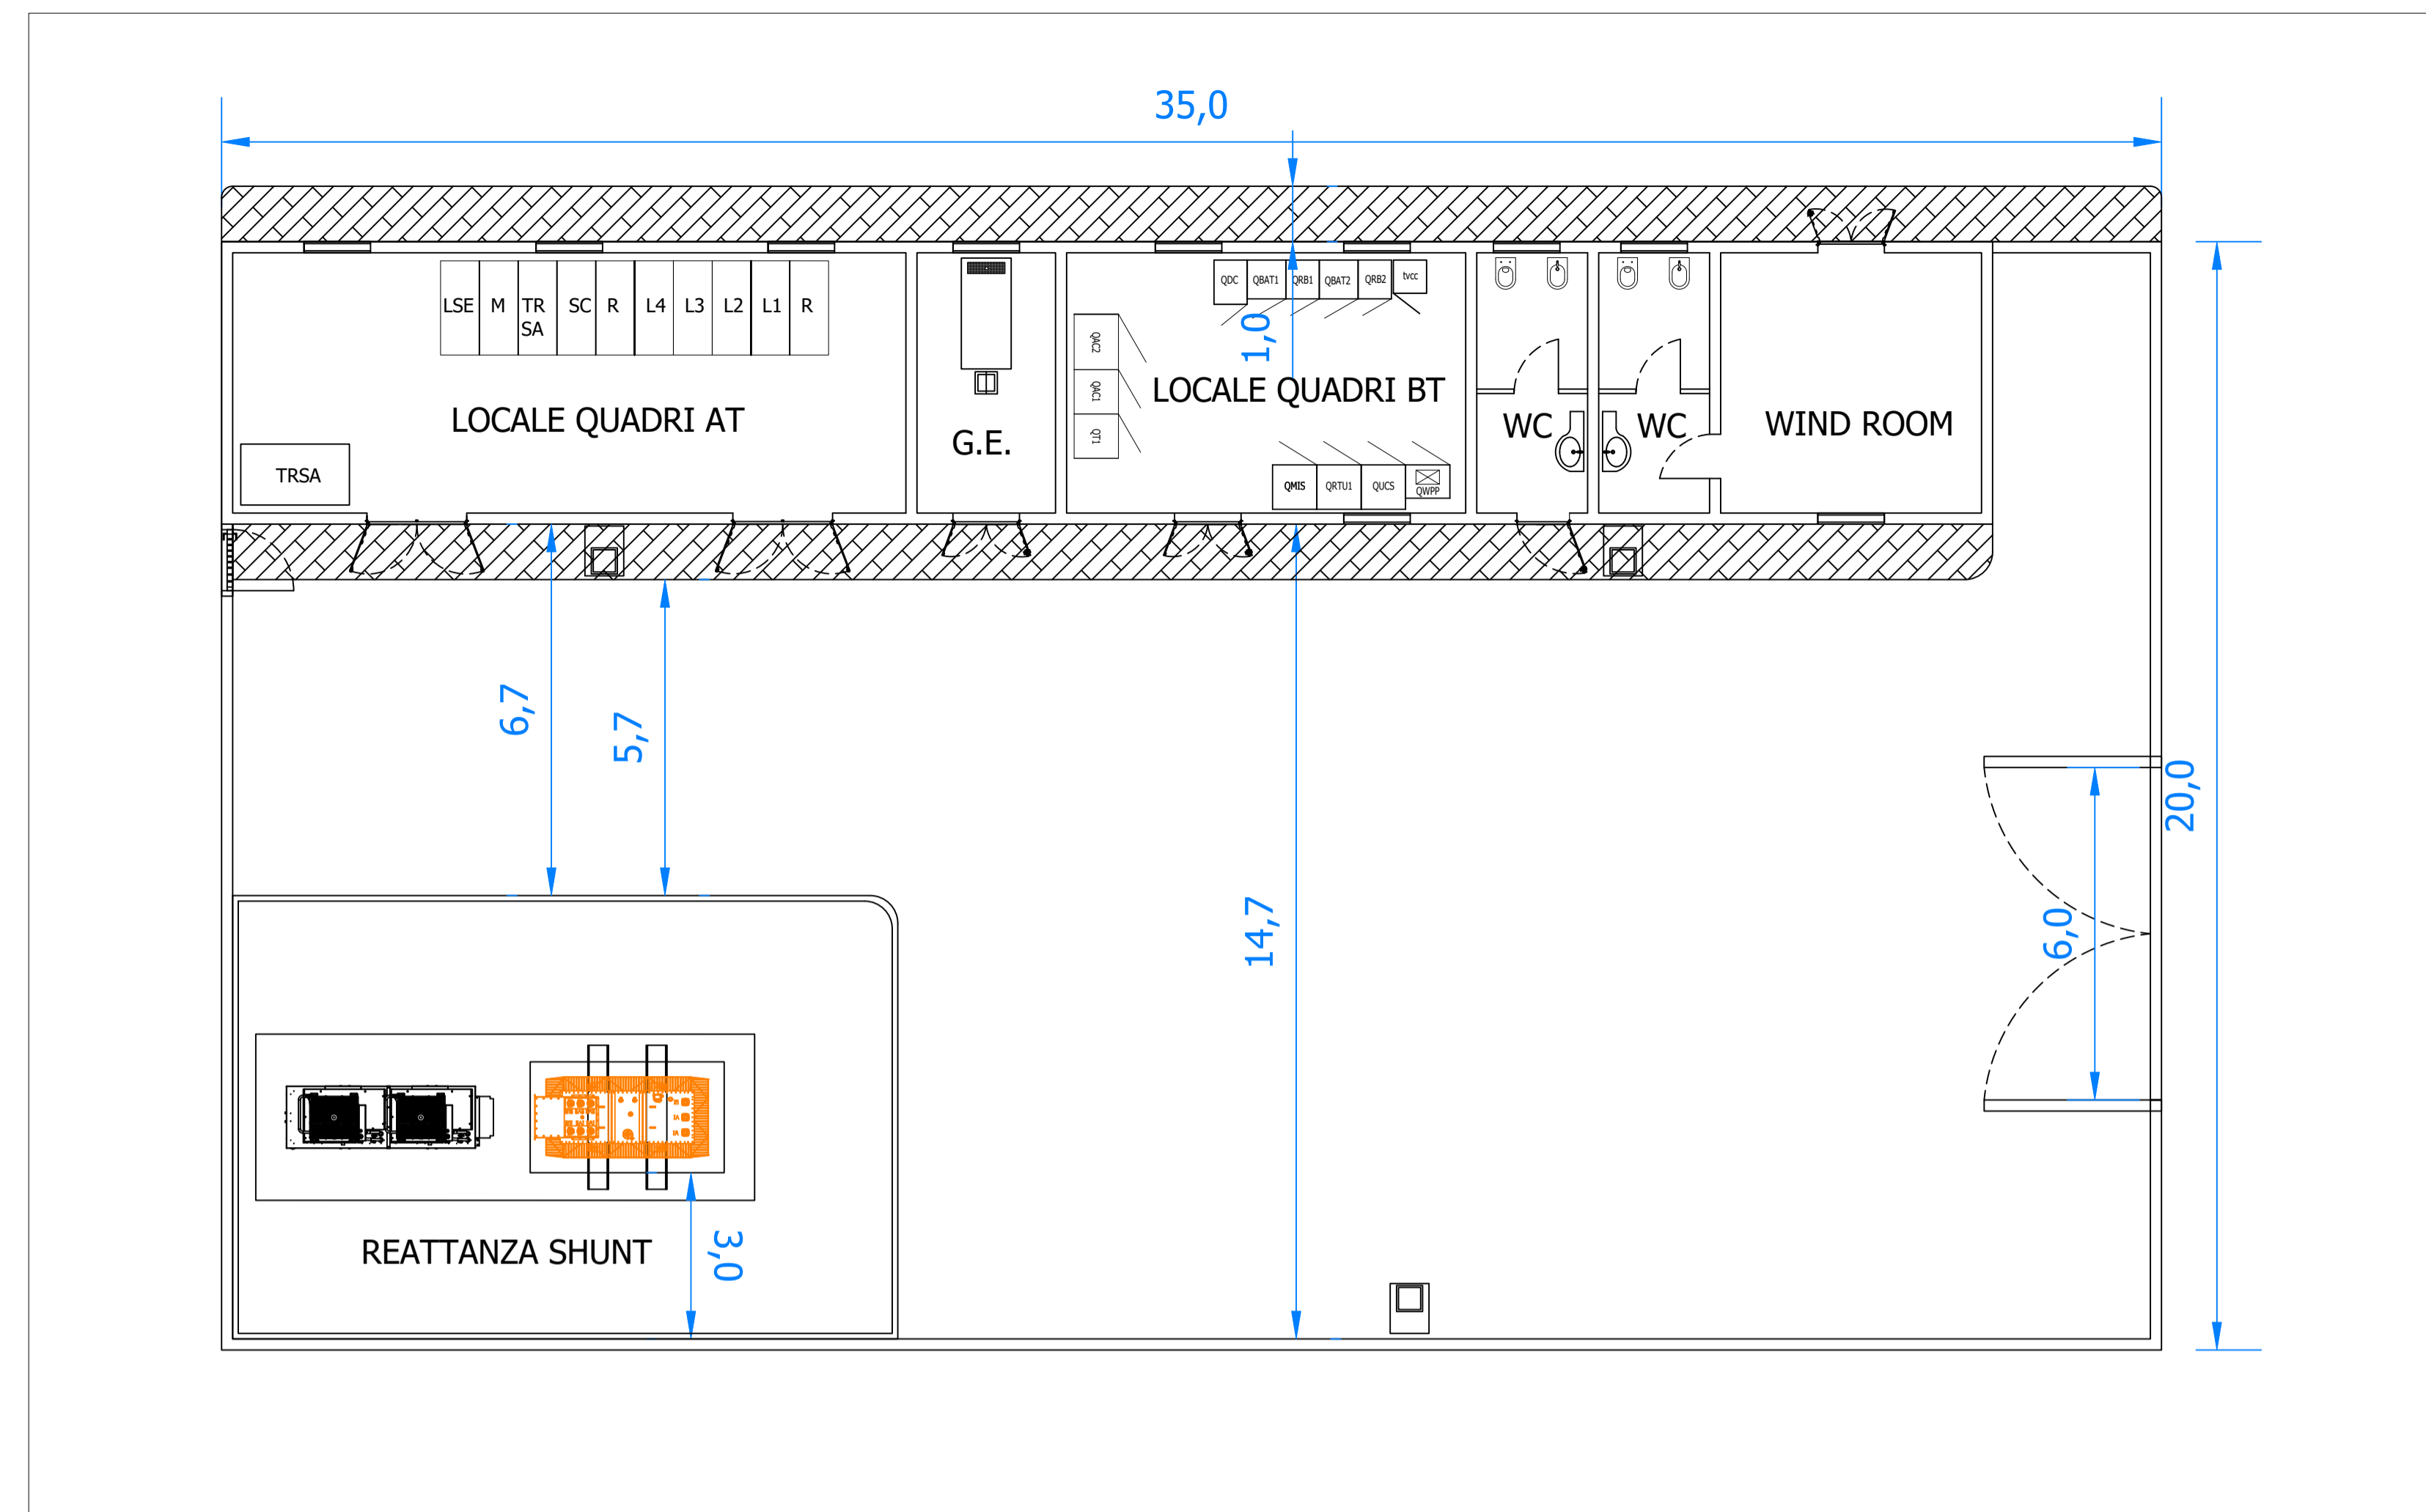 35,0
LSE M TR SC R L4 L3 L2 L1 R
SA
QDC QBAT1 QRB1 QBAT2 QRB2 tvcc
1,0
QAC2
QAC1
QT1
LOCALE QUADRI AT
G.E.
LOCALE QUADRI BT
WC
WC
WIND ROOM
TRSA
QMIS QRTU1 QUCS QWPP
6,7
5,7
14,7
6,0
20,0
REATTANZA SHUNT
3,0